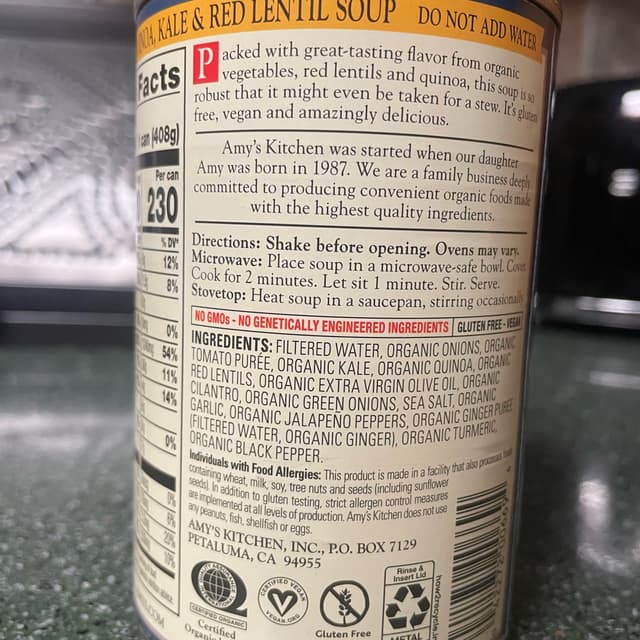 KALE & RED LENTIL SOUP DO NOT ADD WATER
Facts
can (408g)
Per can
230
% DV*
12%
8%
0%
54%
11%
14%
0%
0%
6%
20%
Packed with great-tasting flavor from organic
vegetables, red lentils and quinoa, this soup is so
robust that it might even be taken for a stew. It's gluten
free, vegan and amazingly delicious.
Amy's Kitchen was started when our daughter
Amy was born in 1987. We are a family business deeply
committed to producing convenient organic foods made
with the highest quality ingredients.
Directions: Shake before opening. Ovens may vary.
Microwave: Place soup in a microwave-safe bowl. Cover.
Cook for 2 minutes. Let sit 1 minute. Stir. Serve.
Stovetop: Heat soup in a saucepan, stirring occasionally
NO GMOs - NO GENETICALLY ENGINEERED INGREDIENTS GLUTEN FREE - VEGAN
INGREDIENTS: FILTERED WATER, ORGANIC ONIONS, ORGANIC
TOMATO PURÉE, ORGANIC KALE, ORGANIC QUINOA, ORGANIC
RED LENTILS, ORGANIC EXTRA VIRGIN OLIVE OIL, ORGANIC
CILANTRO, ORGANIC GREEN ONIONS, SEA SALT, ORGANIC
GARLIC, ORGANIC JALAPEÑO PEPPERS, ORGANIC GINGER PURÉE
(FILTERED WATER, ORGANIC GINGER), ORGANIC TURMERIC,
ORGANIC BLACK PEPPER.
Individuals with Food Allergies: This product is made in a facility that also processes foods
containing wheat, milk, soy, tree nuts and seeds (including sunflower
seeds). In addition to gluten testing, strict allergen control measures
are implemented at all levels of production. Amy's Kitchen does not use
any peanuts, fish, shellfish or eggs.
AMY'S KITCHEN, INC., P.O. BOX 7129
PETALUMA, CA 94955
CERTIFIED ORGANIC
Certified
CERTIFIED VEGAN
VEGAN.ORG
Gluten Free
Rinse &
Insert Lid
METAL
how2recycle.in